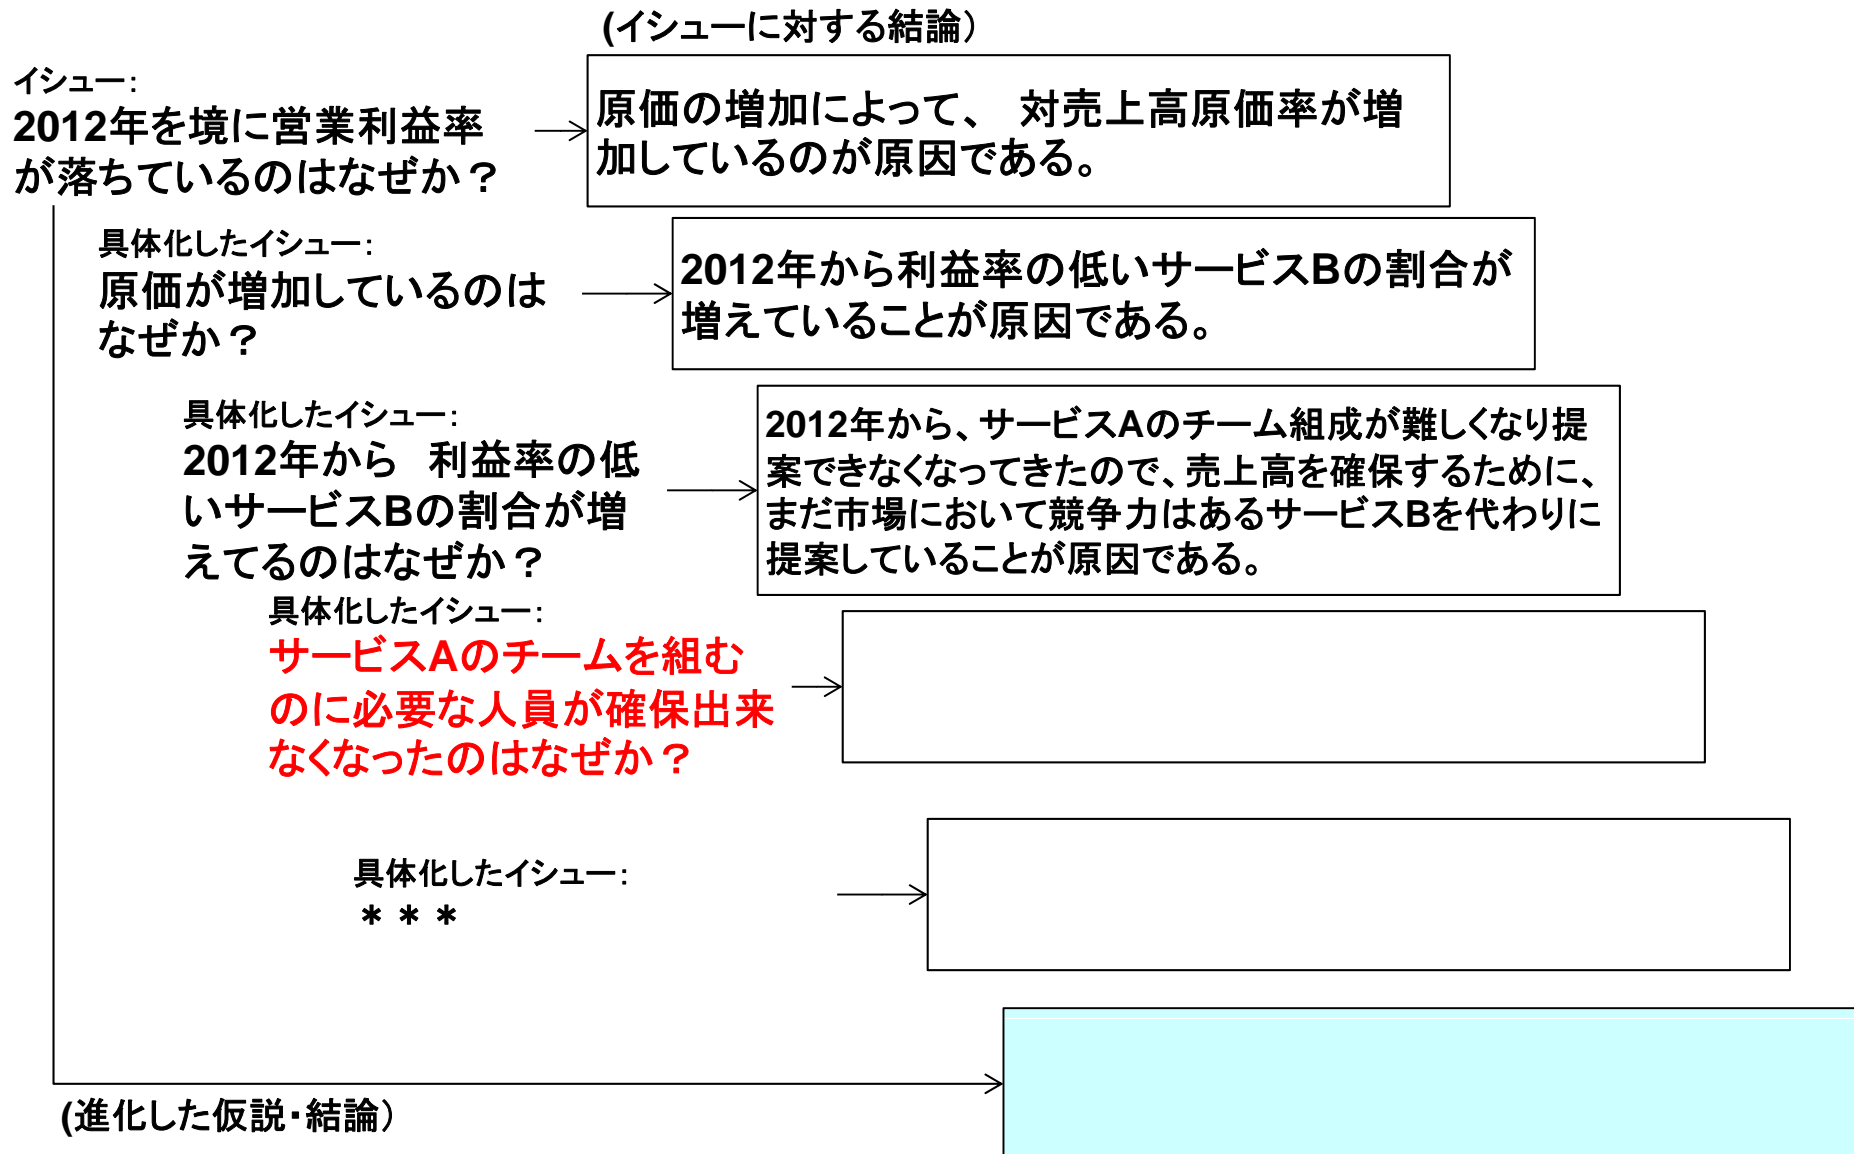 (イシューに対する結論)
イシュー:
2012年を境に営業利益率
が落ちているのはなぜか?
原価の増加によって、 対売上高原価率が増
加しているのが原因である。
具体化したイシュー:
原価が増加しているのは
なぜか?
2012年から利益率の低いサービスBの割合が
増えていることが原因である。
具体化したイシュー:
2012年から 利益率の低
いサービスBの割合が増
えてるのはなぜか?
2012年から、サービスAのチーム組成が難しくなり提
案できなくなってきたので、売上高を確保するために、
まだ市場において競争力はあるサービスBを代わりに
提案していることが原因である。
具体化したイシュー:
サービスAのチームを組む
のに必要な人員が確保出来
なくなったのはなぜか?
具体化したイシュー:
＊＊＊
(進化した仮説・結論)